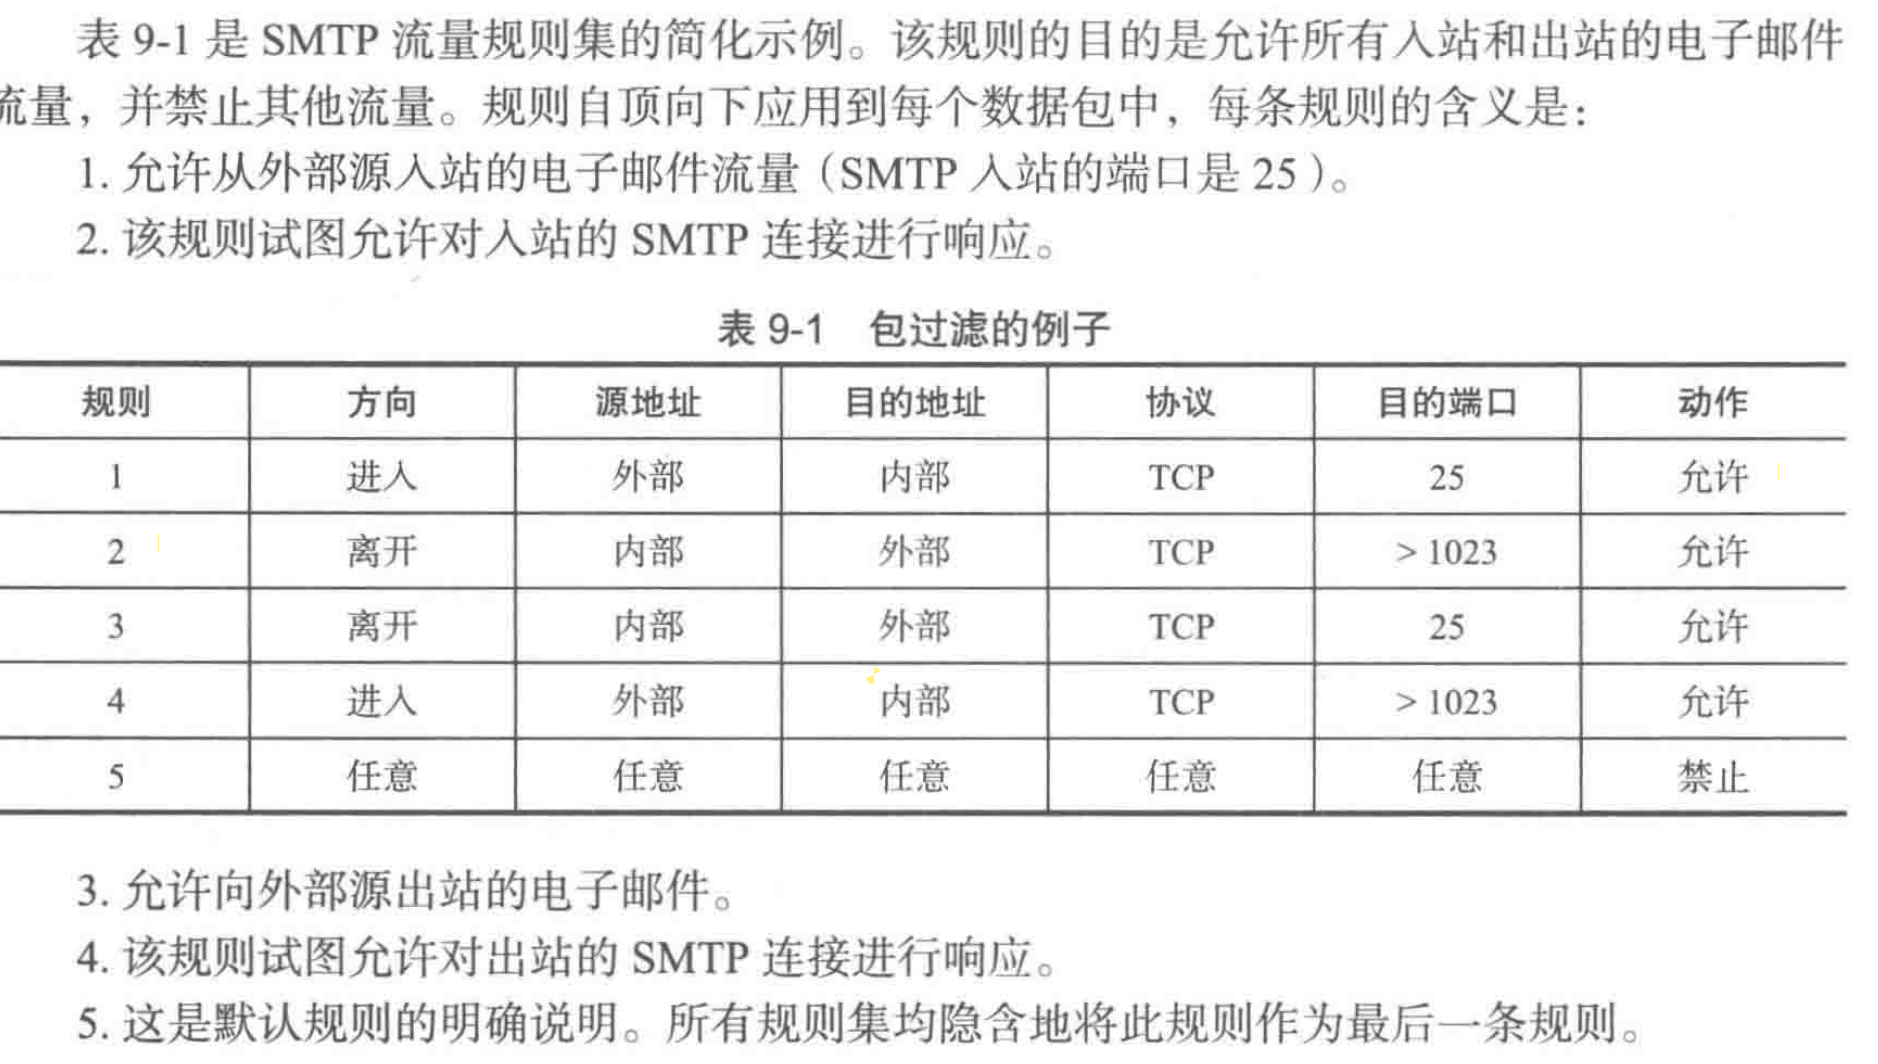 表 9-1 是 SMTP 流量规则集的简化示例。该规则的目的是允许所有入站和出站的电子邮件
流量，并禁止其他流量。规则自顶向下应用到每个数据包中，每条规则的含义是：
1. 允许从外部源入站的电子邮件流量（SMTP 入站的端口是 25）。
2. 该规则试图允许对入站的 SMTP 连接进行响应。
表 9-1 包过滤的例子
规则 方向 源地址 目的地址 协议 目的端口 动作
1 进入 外部 内部 TCP 25 允许
2 离开 内部 外部 TCP > 1023 允许
3 离开 内部 外部 TCP 25 允许
4 进入 外部 内部 TCP > 1023 允许
5 任意 任意 任意 任意 任意 禁止
3. 允许向外部源出站的电子邮件。
4. 该规则试图允许对出站的 SMTP 连接进行响应。
5. 这是默认规则的明确说明。所有规则集均隐含地将此规则作为最后一条规则。